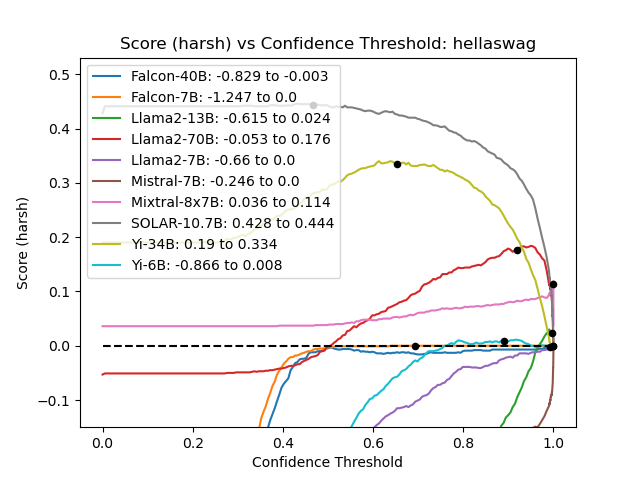 Score (harsh) vs Confidence Threshold: hellaswag
Falcon-40B: -0.829 to -0.003
Falcon-7B: -1.247 to 0.0
Llama2-13B: -0.615 to 0.024
Llama2-70B: -0.053 to 0.176
Llama2-7B: -0.66 to 0.0
Mistral-7B: -0.246 to 0.0
Mixtral-8x7B: 0.036 to 0.114
SOLAR-10.7B: 0.428 to 0.444
Yi-34B: 0.19 to 0.334
Yi-6B: -0.866 to 0.008
Score (harsh)
0.5
0.4
0.3
0.2
0.1
0.0
−0.1
0.0 0.2 0.4 0.6 0.8 1.0
Confidence Threshold